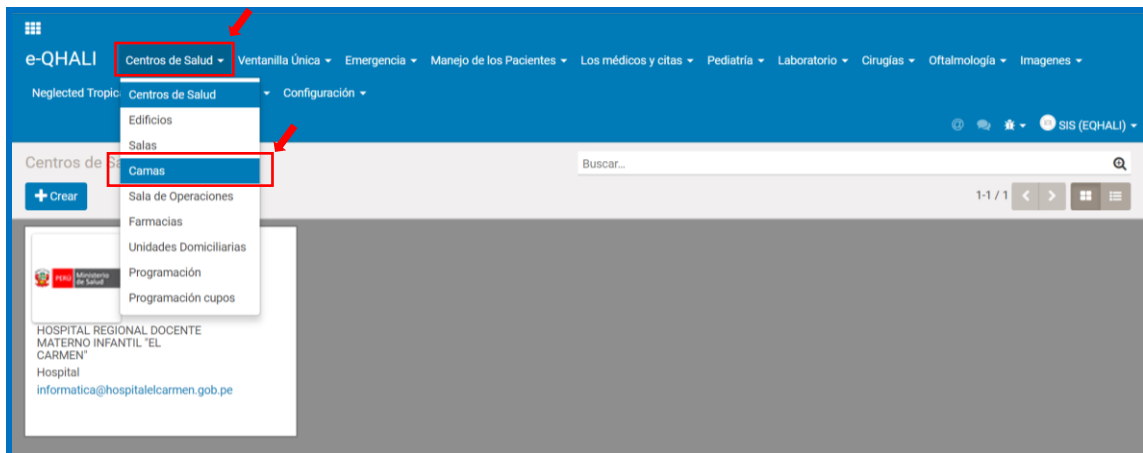 e-QHALI Centros de Salud Ventanilla Única Emergencia Manejo de los Pacientes Los médicos y citas Pediatría Laboratorio Cirugías Oftalmología Imagenes
Neglected Tropic Configuración
@ SIS (EQHALI)
Centros de Salud
Edificios
Salas
Camas
Sala de Operaciones
Farmacias
Unidades Domiciliarias
Programación
Programación cupos
Centros de Sa
Buscar...
+ Crear
1-1 / 1
PERÚ Ministerio
de Salud
HOSPITAL REGIONAL DOCENTE
MATERNO INFANTIL "EL
CARMEN"
Hospital
informatica@hospitalelcarmen.gob.pe